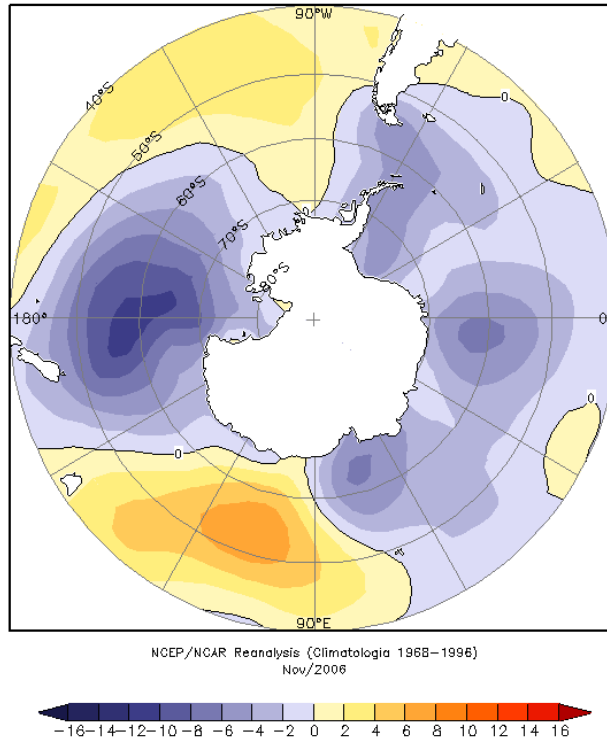 90°W
0
40°S
50°S
60°S
70°S
80°S
180°
0
0
0
90°E
NCEP/NCAR Reanalysis (Climatologia 1968-1996)
Nov/2006
-16-14-12-10 -8 -6 -4 -2 0 2 4 6 8 10 12 14 16